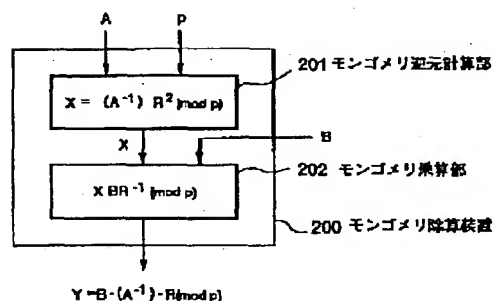 A
P
201 モンゴメリ逆元計算部
X = (A⁻¹) R² (mod p)
X
B
202 モンゴメリ乗算部
X BR⁻¹ (mod p)
200 モンゴメリ除算装置
Y=B·(A⁻¹)·R(mod p)